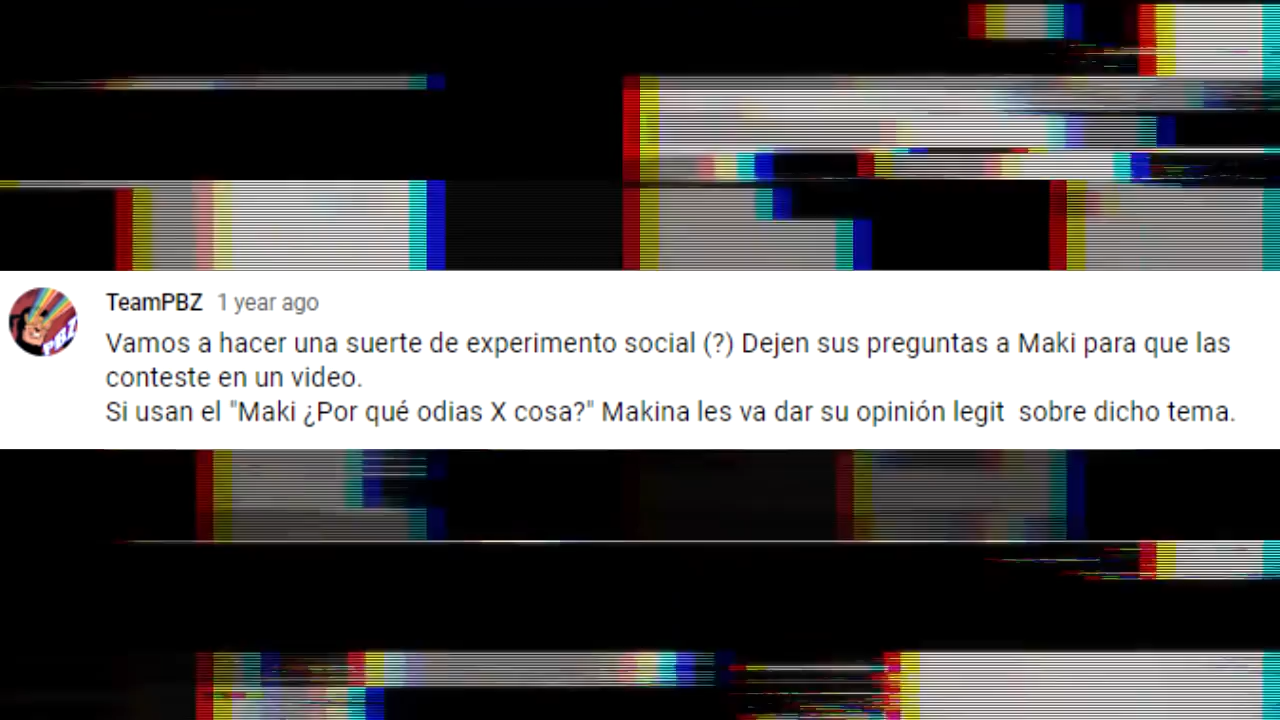 TeamPBZ 1 year ago
Vamos a hacer una suerte de experimento social (?) Dejen sus preguntas a Maki para que las
conteste en un video.
Si usan el "Maki ¿Por qué odias X cosa?" Makina les va dar su opinión legit sobre dicho tema.
PBZ